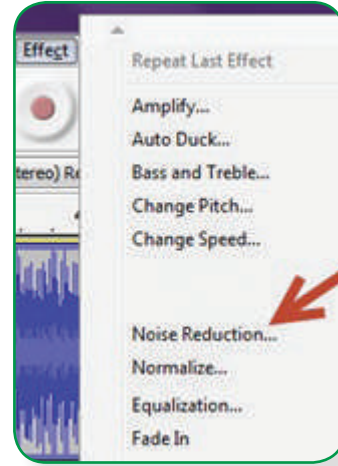 Effect
Repeat Last Effect
Amplify...
Auto Duck...
Bass and Treble...
Change Pitch...
tereo)
Change Speed...
Noise Reduction...
Normalize...
Equalization...
Fade In